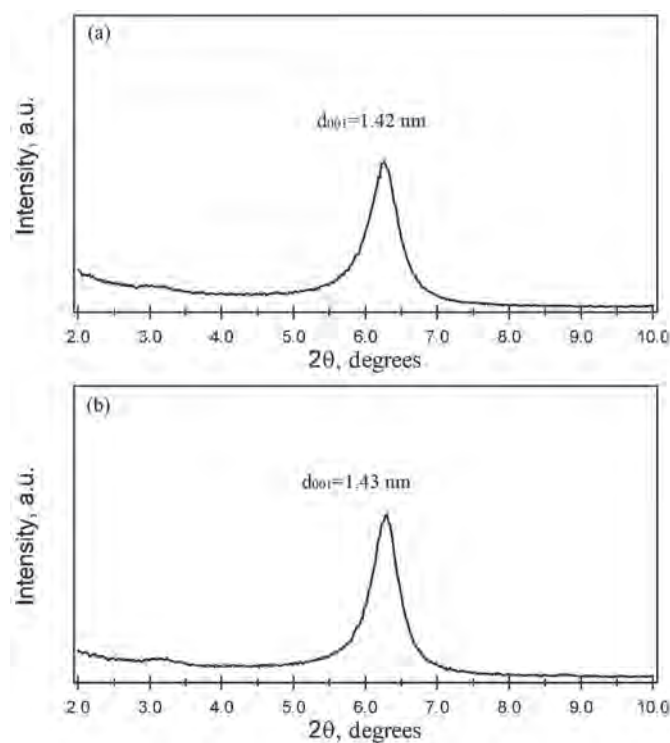 (a)
d001=1.42 nm
Intensity, a.u.
2.0 3.0 4.0 5.0 6.0 7.0 8.0 9.0 10.0
2θ, degrees
(b)
d001=1.43 nm
Intensity, a.u.
2.0 3.0 4.0 5.0 6.0 7.0 8.0 9.0 10.0
2θ, degrees